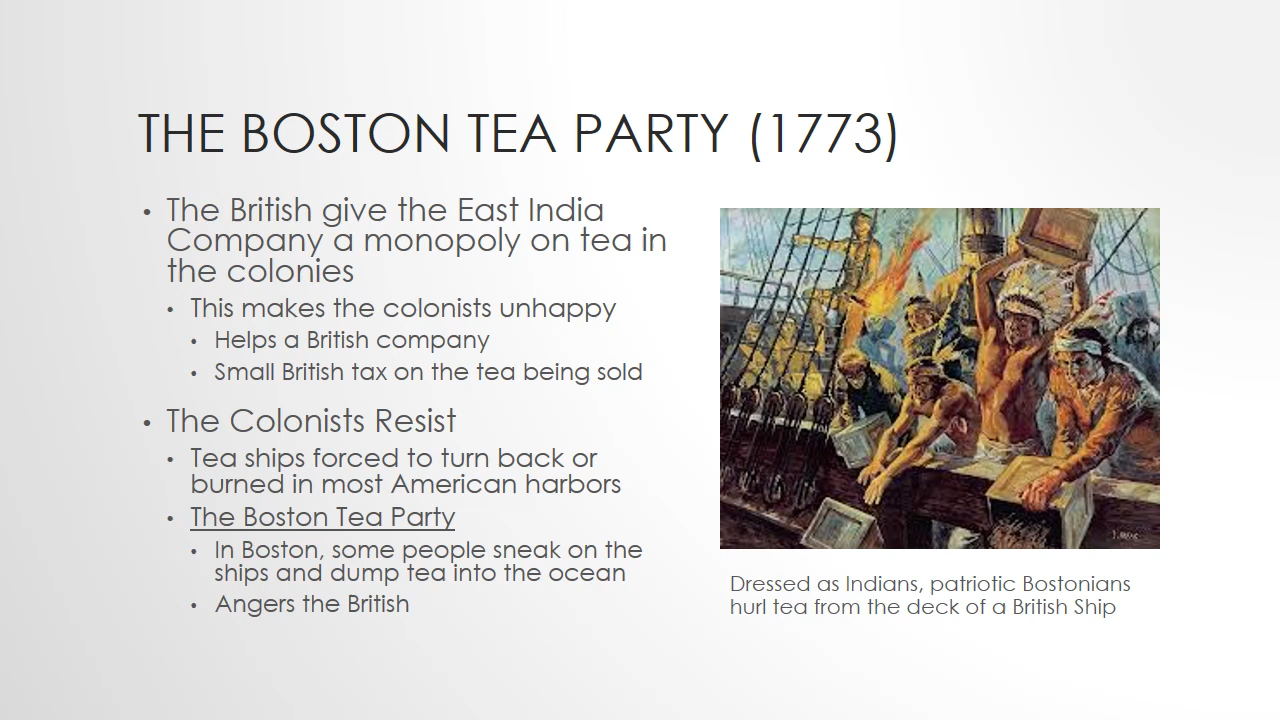 THE BOSTON TEA PARTY (1773)
• The British give the East India
Company a monopoly on tea in
the colonies
• This makes the colonists unhappy
• Helps a British company
• Small British tax on the tea being sold
• The Colonists Resist
• Tea ships forced to turn back or
burned in most American harbors
• The Boston Tea Party
• In Boston, some people sneak on the
ships and dump tea into the ocean
• Angers the British
Dressed as Indians, patriotic Bostonians
hurl tea from the deck of a British Ship